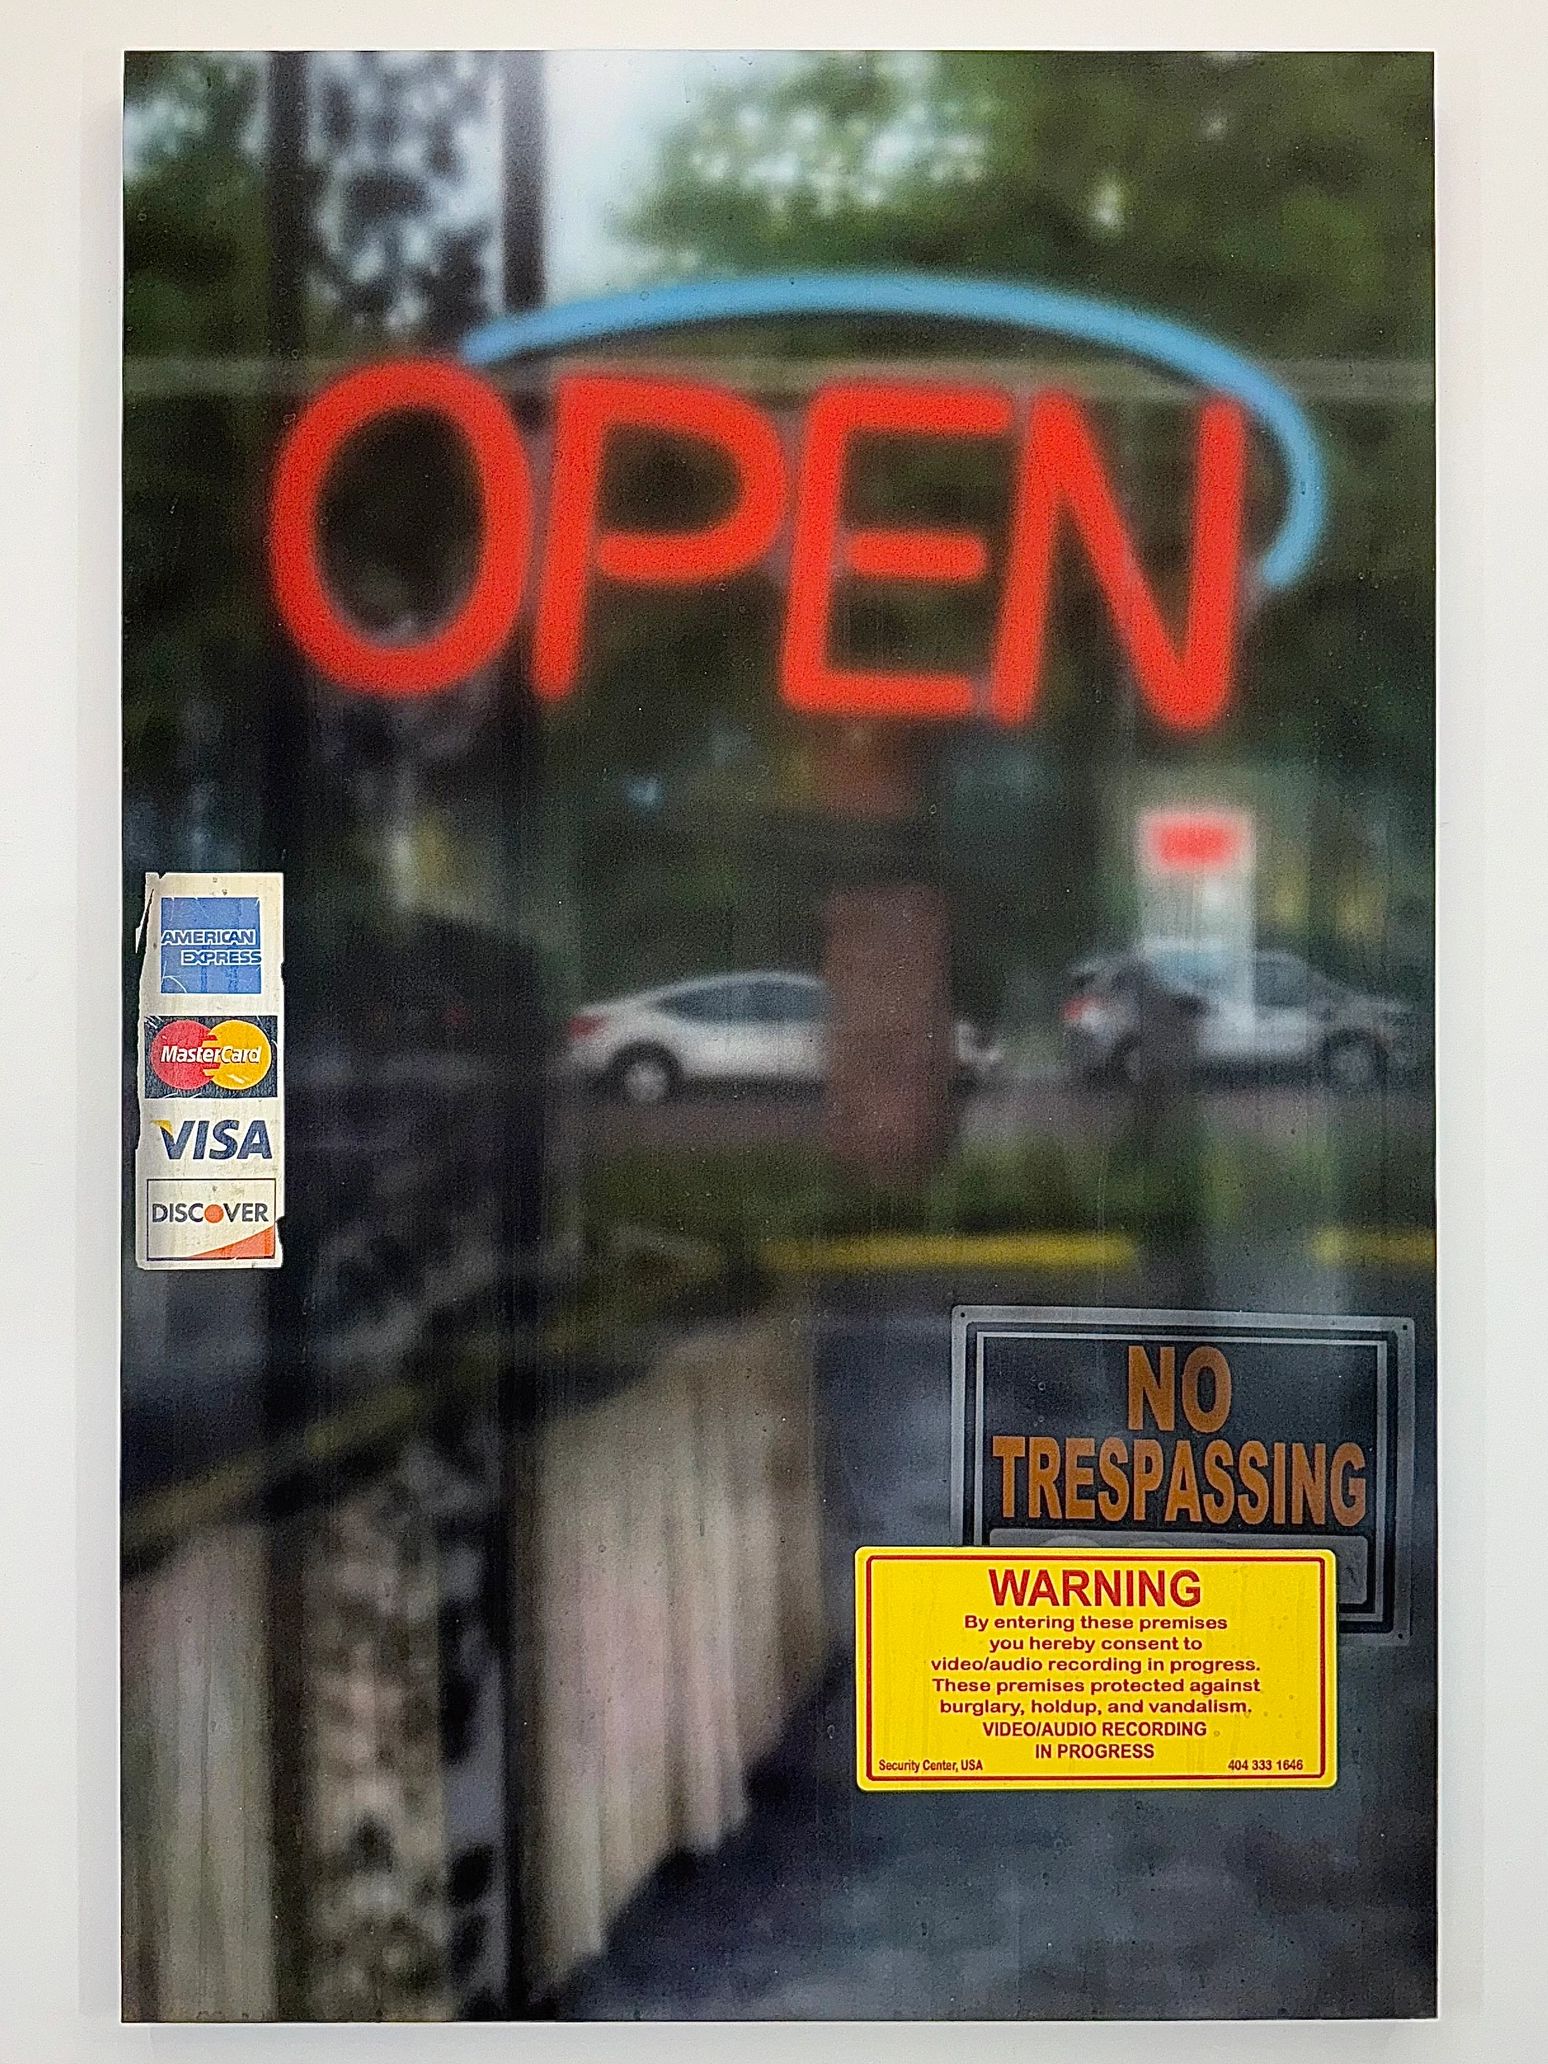 OPEN
AMERICAN
EXPRESS
MasterCard
VISA
DISCOVER
NO
TRESPASSING
WARNING
By entering these premises
you hereby consent to
video/audio recording in progress.
These premises protected against
burglary, holdup, and vandalism.
VIDEO/AUDIO RECORDING
IN PROGRESS
Security Center, USA 404 333 1646